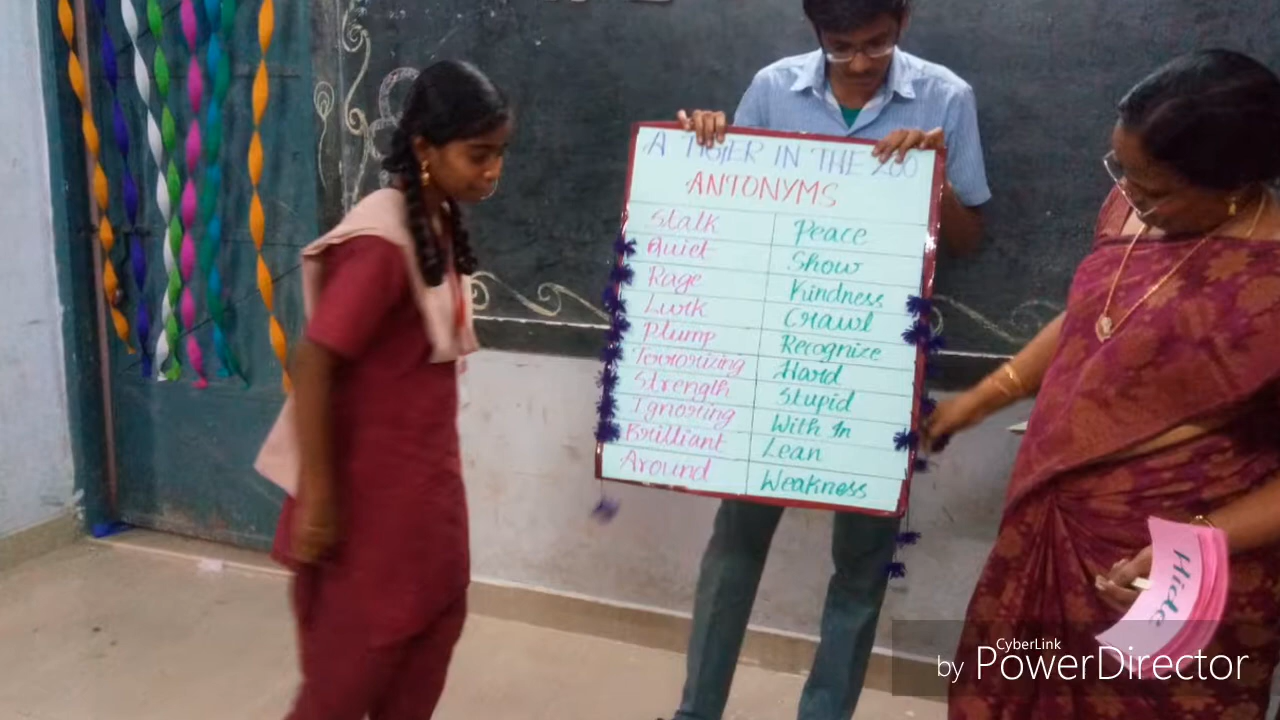 A TIGER IN THE ZOO
ANTONYMS
Stalk Peace
Quiet Show
Rage Kindness
Lurk Crawl
Plump Recognize
Terrorizing Hard
Strength Stupid
Ignoring With In
Brilliant Lean
Around Weakness
Hide
CyberLink
by PowerDirector